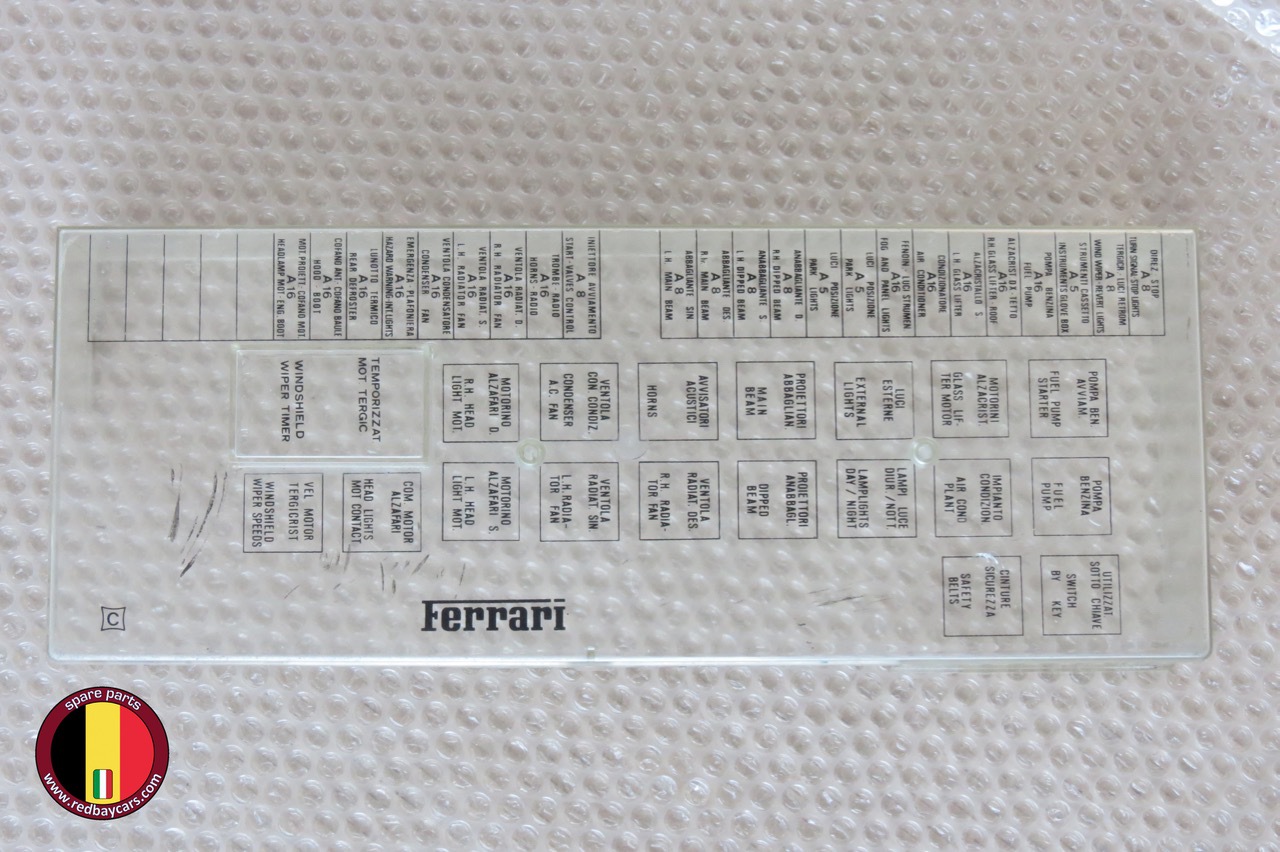 DIREZ. STOP
A 8
TURN SIGNAL STOP LIGHTS
TERGICR. LUCI RETROM
A 8
WIND WIPER-REVERT LIGHTS
STRUMENTI CASSETTO
A 5
INSTRUMENTS GLOVE BOX
POMPA BENZINA
A 16
FUEL PUMP
ALZACRIST DX-TETTO
A 16
R.H. GLASS LIFTER. ROOF
ALZACRISTALLO S.
A 16
L.H. GLASS LIFTER
CONDIZIONATORE
A 16
AIR CONDITIONER
FENDIN - LUCI STRUMEN
A 16
FOG AND PANEL LIGHTS
LUCI POSIZIONE
A 5
PARK LIGHTS
LUCI POSIZIONE
A 5
PARK LIGHTS
ANABBAGLIANTE D.
A 8
R.H DIPPED BEAM
ANABBAGLIANTE S
A 8
L.H DIPPED BEAM
ABBAGLIANTE DES
A 8
R.H. MAIN BEAM
ABBAGLIANTE SIN
A 8
L.H. MAIN BEAM
INIETTORE AVVIAMENTO
A 8
START VALVES CONTROL
TROMBE RADIO
A 16
HORNS - RADIO
VENTOLA RADIAT. D.
A 16
R.H. RADIATOR FAN
VENTOLA RADIAT. S.
A 16
L.H. RADIATOR FAN
VENTOLA CONDENSATORE
A 16
CONDENSER FAN
EMERGENZA PLAFONIERA
A 16
HAZARD WARNING INT LIGHTS
LUNOTTO TERMICO
A 16
REAR DEFROSTER
COFANO ANT. COFANO BAULE
A 16
HOOD BOOT
MOT. PROIETT. COFANO MOT.
A 16
HEADLAMP MOT ENG BOOT
POMPA BEN
AVVIAM.
FUEL PUMP
STARTER
MOTORINI
ALZACRIST.
GLASS LIF-
TER MOTOR
LUCI
ESTERNE
EXTERNAL
LIGHTS
PROIETTORI
ABBAGLIAN
MAIN
BEAM
AVVISATORI
ACUSTICI
HORNS
VENTOLA
CON CONDIZ.
CONDENSER
A.C. FAN
MOTORINO
ALZAFARI D.
R.H. HEAD
LIGHT MOT.
TEMPORIZZAT
MOT TERGIC
WINDSHIELD
WIPER TIMER
POMPA
BENZINA
FUEL
PUMP
IMPIANTO
CONDIZION
AIR COND
PLANT
LAMPI LUCE
DIUR / NOTT.
LAMPLIGHTS
DAY / NIGHT
PROIETTORI
ANABBAGL.
DIPPED
BEAM
VENTOLA
RADIAT. DES.
R.H. RADIA-
TOR FAN
VENTOLA
RADIAT. SIN
L.H. RADIA-
TOR FAN
MOTORINO
ALZAFARI S.
L.H. HEAD
LIGHT MOT.
COM MOTOR
ALZAFARI
HEAD LIGHTS
MOT CONTACT
VEL MOTOR
TERGICRIST
WINDSHIELD
WIPER SPEEDS
UTILIZZAT.
SOTTO CHIAVE
SWITCH
BY KEY
CINTURE
SICUREZZA
SAFETY
BELTS
Ferrari
C
spare parts
www.redbaycars.com